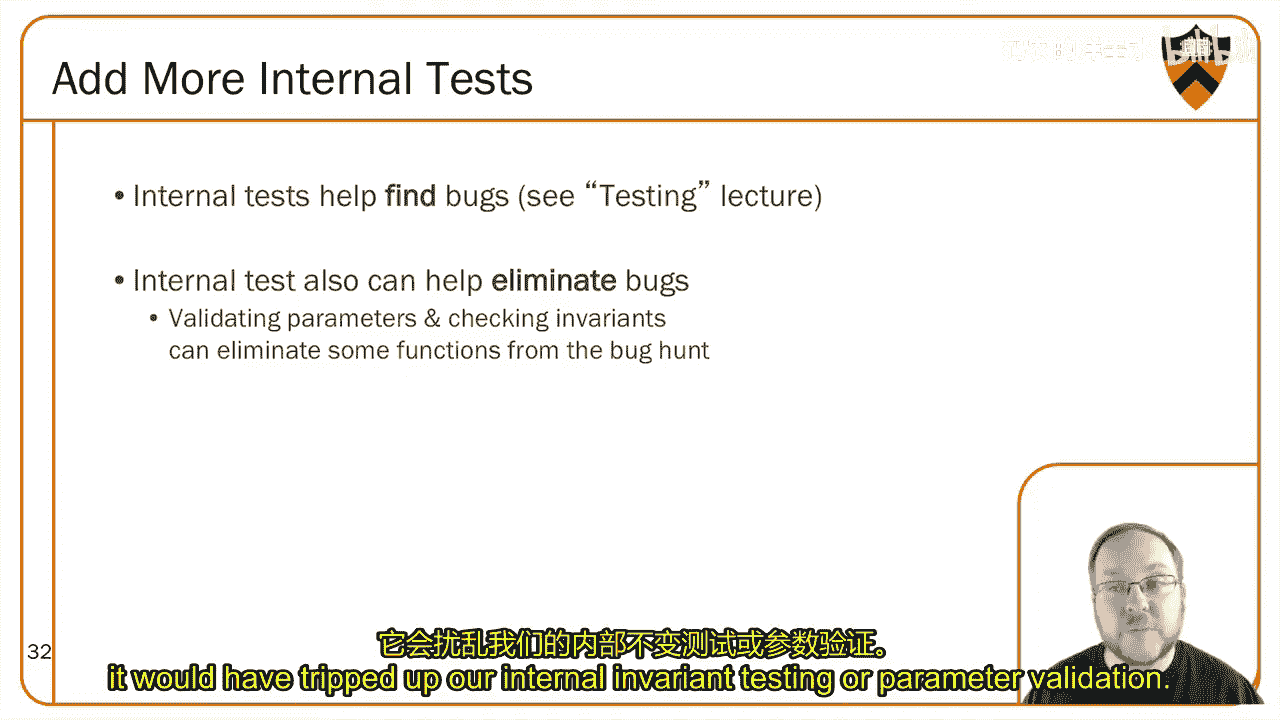 Add More Internal Tests
• Internal tests help find bugs (see “Testing” lecture)
• Internal test also can help eliminate bugs
• Validating parameters & checking invariants
can eliminate some functions from the bug hunt
32
它会扰乱我们的内部不变测试或参数验证。
it would have tripped up our internal invariant testing or parameter validation.